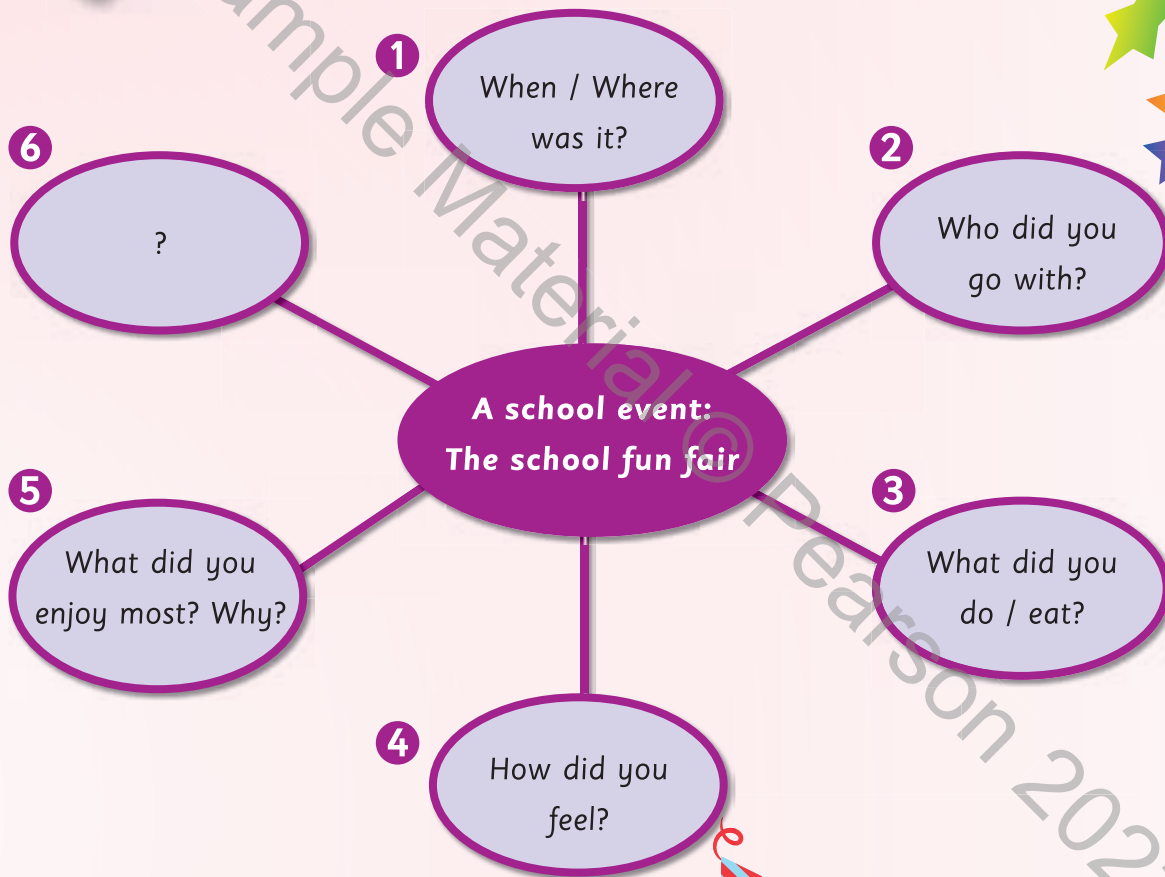 1
When / Where
was it?
2
Who did you
go with?
3
What did you
do / eat?
4
How did you
feel?
5
What did you
enjoy most? Why?
6
?
A school event:
The school fun fair
Material © Pearson